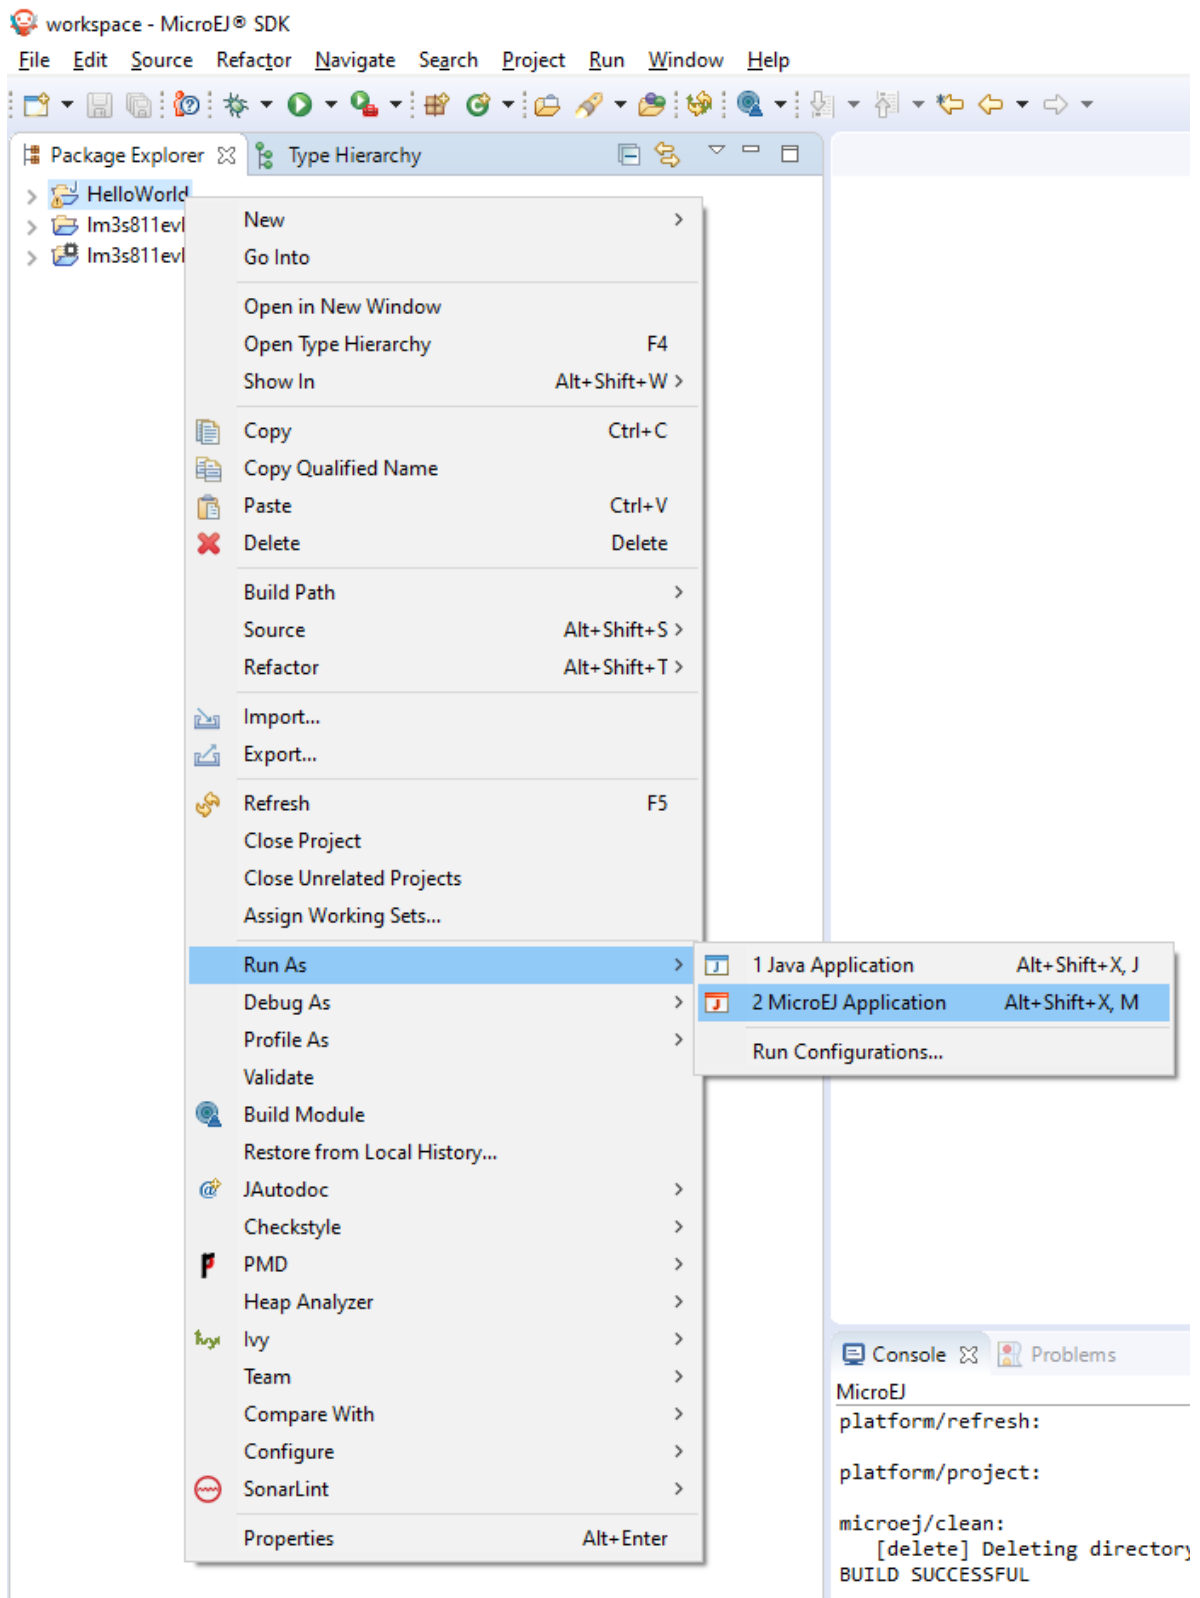 workspace - MicroEJ® SDK
File Edit Source Refactor Navigate Search Project Run Window Help
Package Explorer Type Hierarchy
HelloWorld
lm3s811evl
lm3s811evl
New
Go Into
Open in New Window
Open Type Hierarchy F4
Show In Alt+Shift+W
Copy Ctrl+C
Copy Qualified Name
Paste Ctrl+V
Delete Delete
Build Path
Source Alt+Shift+S
Refactor Alt+Shift+T
Import...
Export...
Refresh F5
Close Project
Close Unrelated Projects
Assign Working Sets...
Run As
1 Java Application Alt+Shift+X, J
Debug As
2 MicroEJ Application Alt+Shift+X, M
Profile As
Run Configurations...
Validate
Build Module
Restore from Local History...
JAutodoc
Checkstyle
PMD
Heap Analyzer
Ivy
Team
Compare With
Configure
SonarLint
Properties Alt+Enter
Console Problems
MicroEJ
platform/refresh:
platform/project:
microej/clean:
[delete] Deleting directory
BUILD SUCCESSFUL